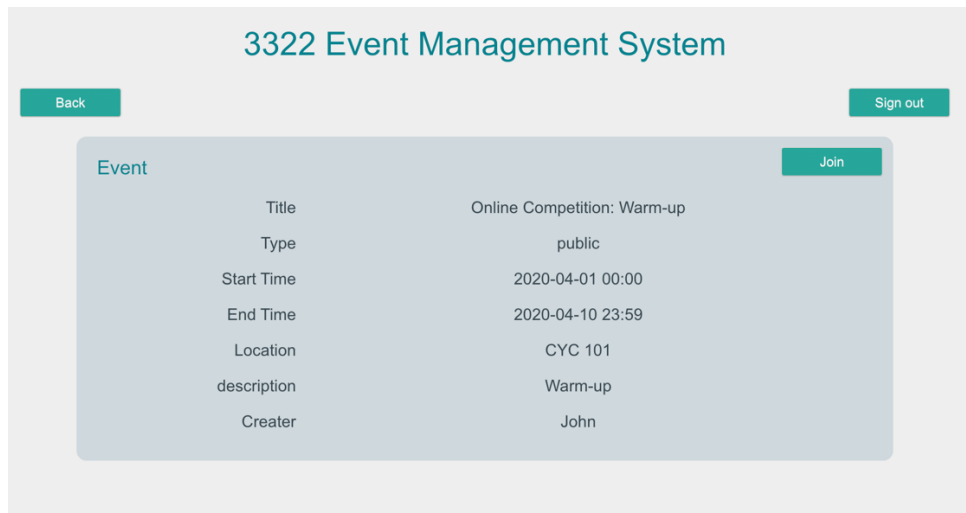 3322 Event Management System
Back
Sign out
Event
Join
Title Online Competition: Warm-up
Type public
Start Time 2020-04-01 00:00
End Time 2020-04-10 23:59
Location CYC 101
description Warm-up
Creater John